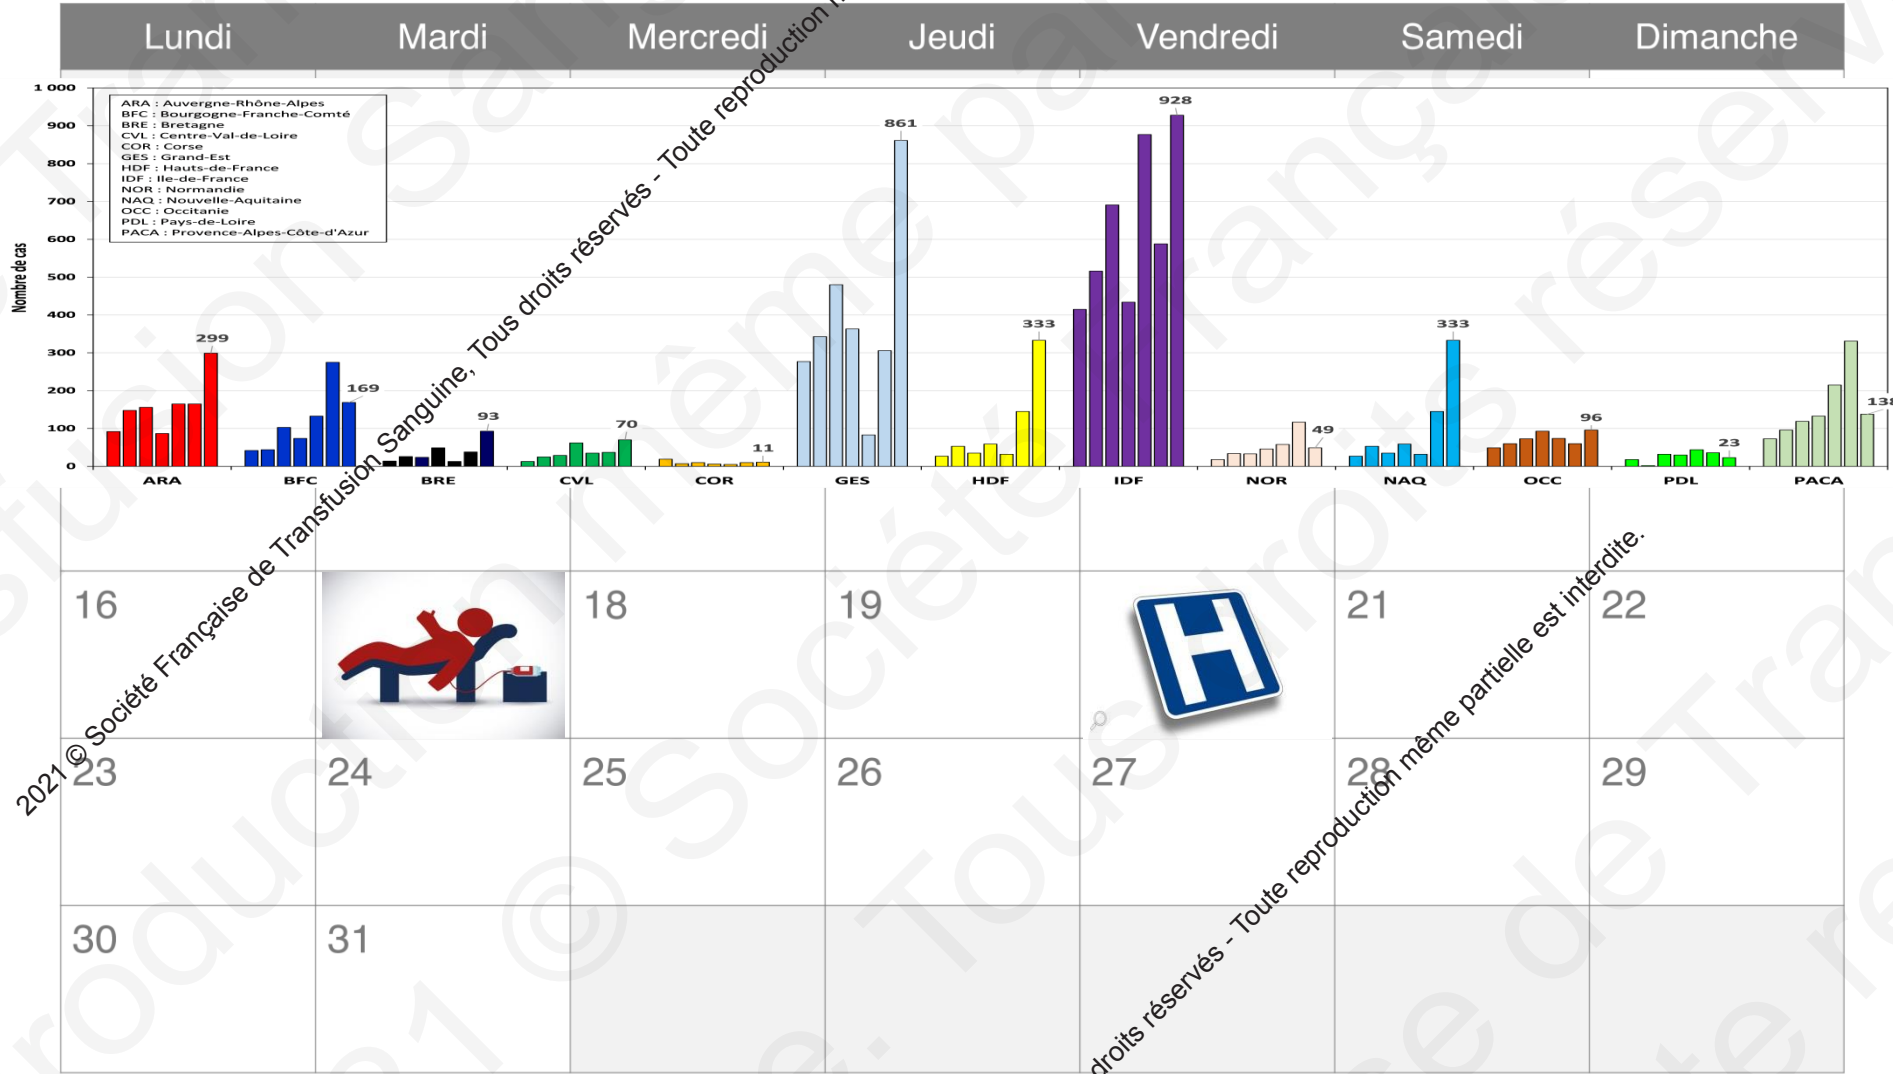 Lundi Mardi Mercredi Jeudi Vendredi Samedi Dimanche
1 000
900
800
700
600
500
400
300
200
100
0
Nombre de cas
ARA : Auvergne-Rhône-Alpes
BFC : Bourgogne-Franche-Comté
BRE : Bretagne
CVL : Centre-Val-de-Loire
COR : Corse
GES : Grand-Est
HDF : Hauts-de-France
IDF : Ile-de-France
NOR : Normandie
NAQ : Nouvelle-Aquitaine
OCC : Occitanie
PDL : Pays-de-Loire
PACA : Provence-Alpes-Côte-d'Azur
299 169 93 70 11 861 333 928 49 333 96 23 138
ARA BFC BRE CVL COR GES HDF IDF NOR NAQ OCC PDL PACA
16 18 19 H 21 22
23 24 25 26 27 28 29
30 31
2021 © Société Française de Transfusion Sanguine, Tous droits réservés - Toute reproduction
droits réservés - Toute reproduction même partielle est interdite.